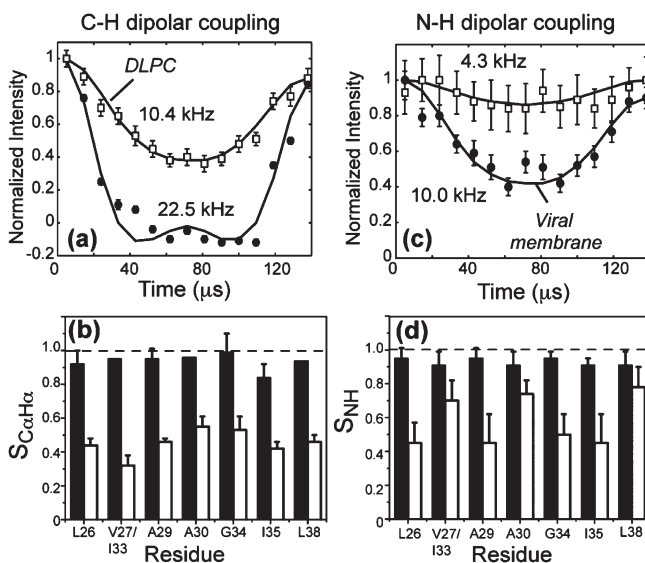 C-H dipolar coupling
N-H dipolar coupling
Normalized Intensity
1.0
0.8
0.6
0.4
0.2
0
-0.2
DLPC
10.4 kHz
22.5 kHz
(a)
0
40
80
120
Time (μs)
Normalized Intensity
1.2
1
0.8
0.6
0.4
0.2
0
4.3 kHz
10.0 kHz
Viral
membrane
(c)
0
40
80
120
Time (μs)
(b)
SCαHα
1.0
0.8
0.6
0.4
0.2
0
L26
V27/
I33
A29
A30
G34
I35
L38
Residue
(d)
SNH
1.0
0.8
0.6
0.4
0.2
0
L26
V27/
I33
A29
A30
G34
I35
L38
Residue